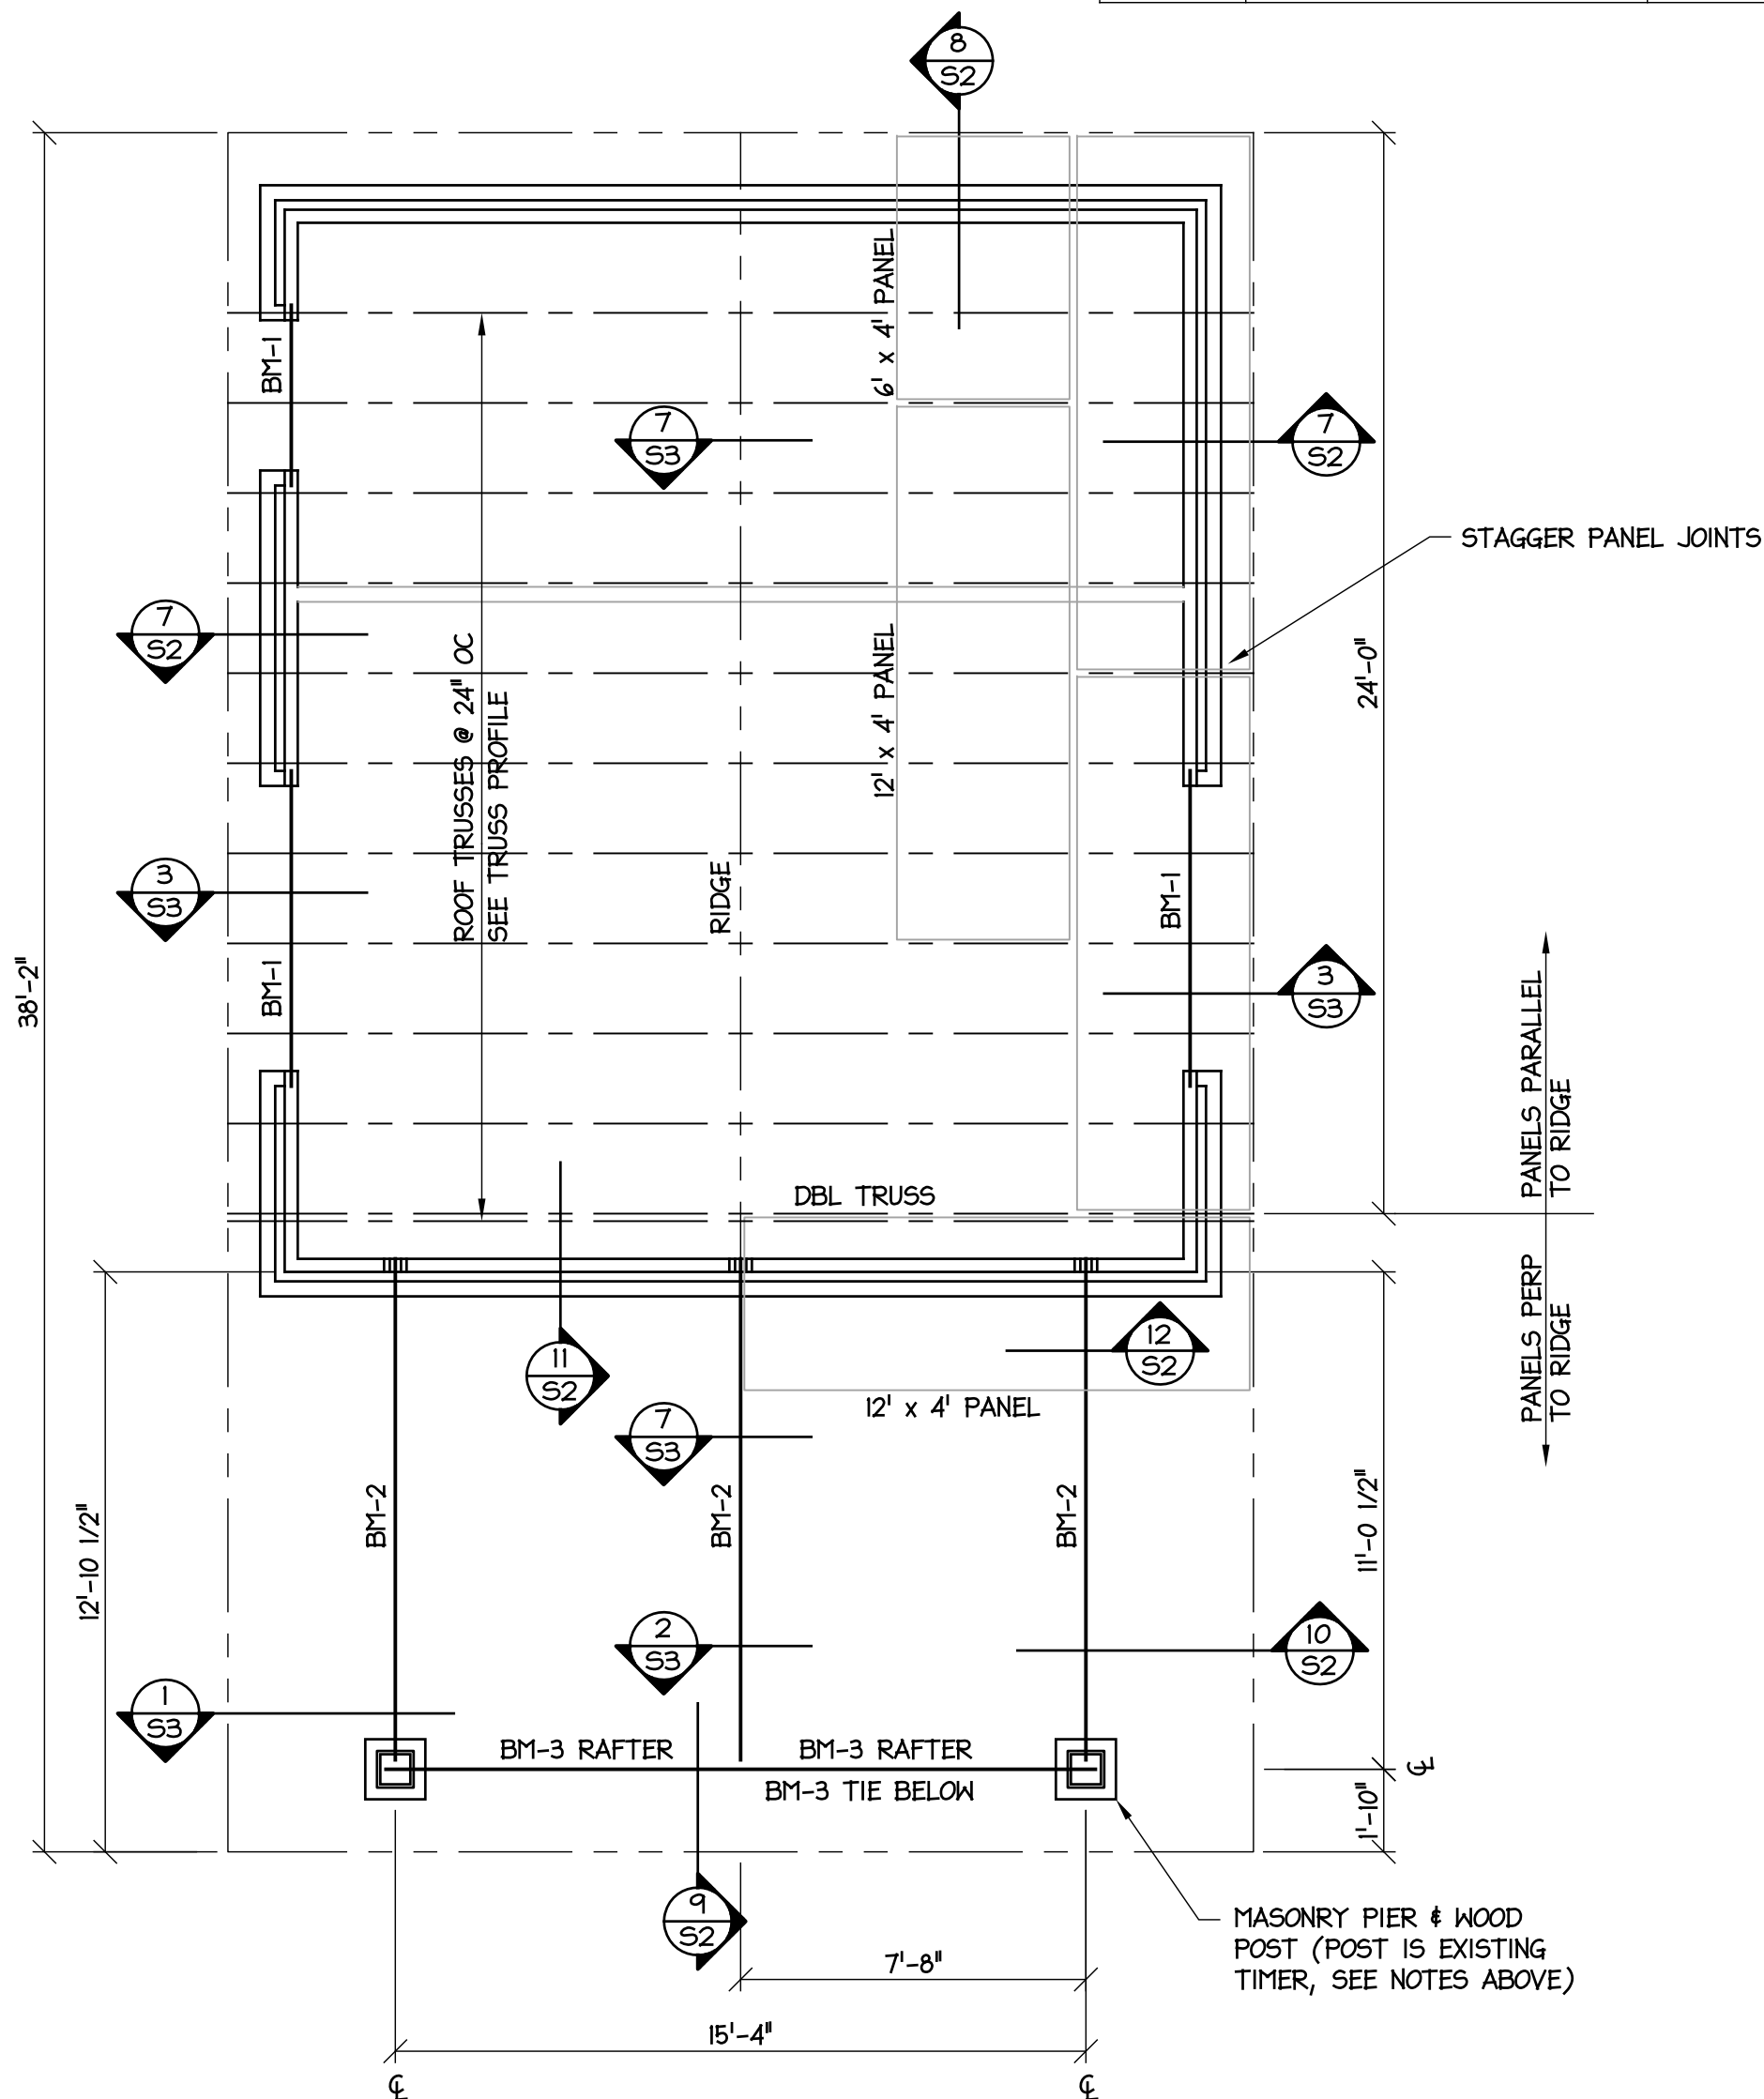 8
S2
6' x 4' PANEL
BM-1
7
S3
7
S2
STAGGER PANEL JOINTS
7
S2
24'-0"
12' x 4' PANEL
ROOF TRUSSES @ 24" OC
SEE TRUSS PROFILE
RIDGE
3
S3
BM-1
38'-2"
BM-1
3
S3
PANELS PARALLEL
TO RIDGE
DBL TRUSS
PANELS PERP
TO RIDGE
12
S2
11
S2
12' x 4' PANEL
7
S3
BM-2
BM-2
BM-2
12'-10 1/2"
11'-0 1/2"
2
S3
10
S2
1
S3
BM-3 RAFTER
BM-3 RAFTER
BM-3 TIE BELOW
℄
1'-10"
9
S2
MASONRY PIER & WOOD
POST (POST IS EXISTING
TIMER, SEE NOTES ABOVE)
7'-8"
15'-4"
℄
℄